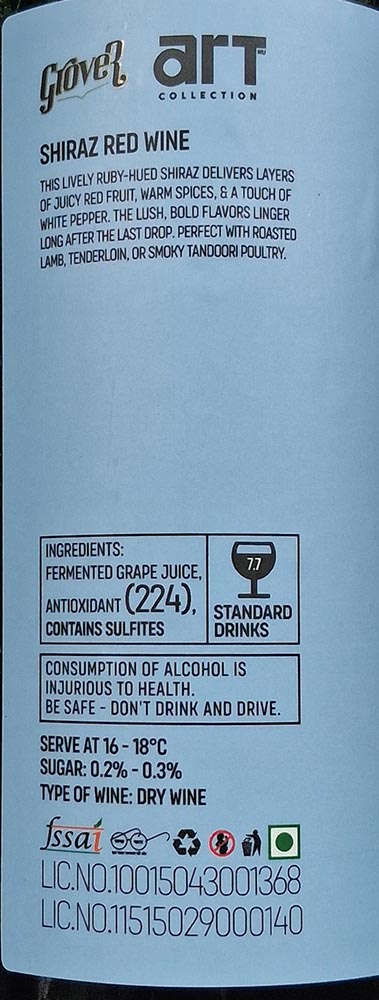 Grover
art
COLLECTION
SHIRAZ RED WINE
THIS LIVELY RUBY-HUED SHIRAZ DELIVERS LAYERS
OF JUICY RED FRUIT, WARM SPICES, & A TOUCH OF
WHITE PEPPER. THE LUSH, BOLD FLAVORS LINGER
LONG AFTER THE LAST DROP. PERFECT WITH ROASTED
LAMB, TENDERLOIN, OR SMOKY TANDOORI POULTRY.
INGREDIENTS:
FERMENTED GRAPE JUICE,
ANTIOXIDANT (224),
CONTAINS SULFITES
7.7
STANDARD
DRINKS
CONSUMPTION OF ALCOHOL IS
INJURIOUS TO HEALTH.
BE SAFE - DON'T DRINK AND DRIVE.
SERVE AT 16 - 18°C
SUGAR: 0.2% - 0.3%
TYPE OF WINE: DRY WINE
fssai
LIC.NO.10015043001368
LIC.NO.11515029000140